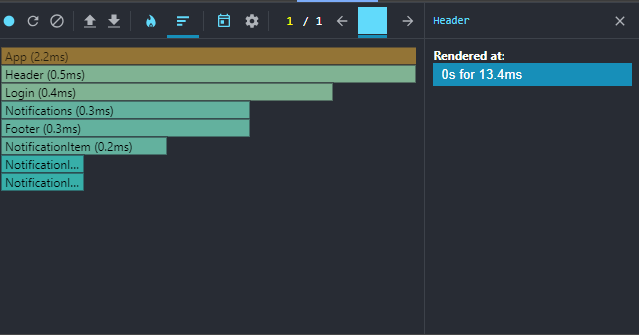 1 / 1
Header
App (2.2ms)
Header (0.5ms)
Login (0.4ms)
Notifications (0.3ms)
Footer (0.3ms)
NotificationItem (0.2ms)
NotificationI...
NotificationI...
Rendered at:
0s for 13.4ms